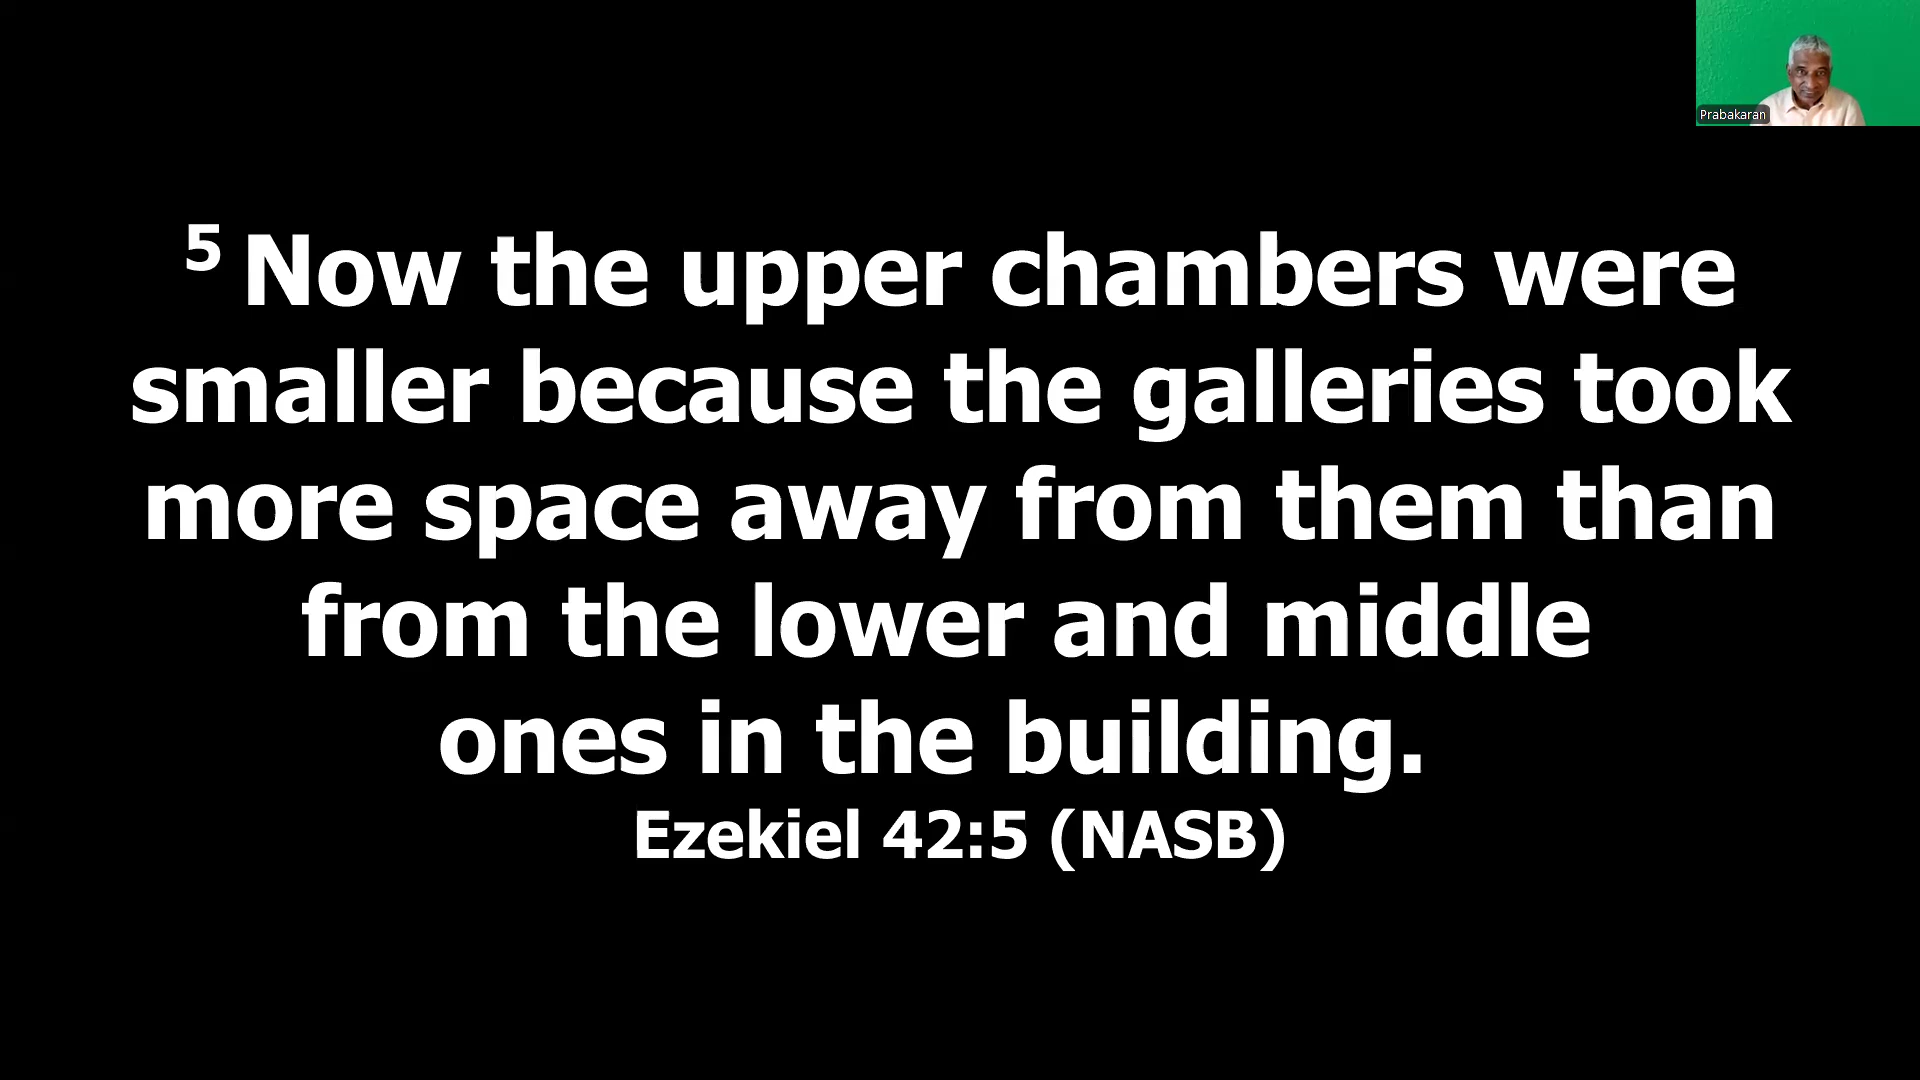 Prabakaran
5 Now the upper chambers were
smaller because the galleries took
more space away from them than
from the lower and middle
ones in the building.
Ezekiel 42:5 (NASB)